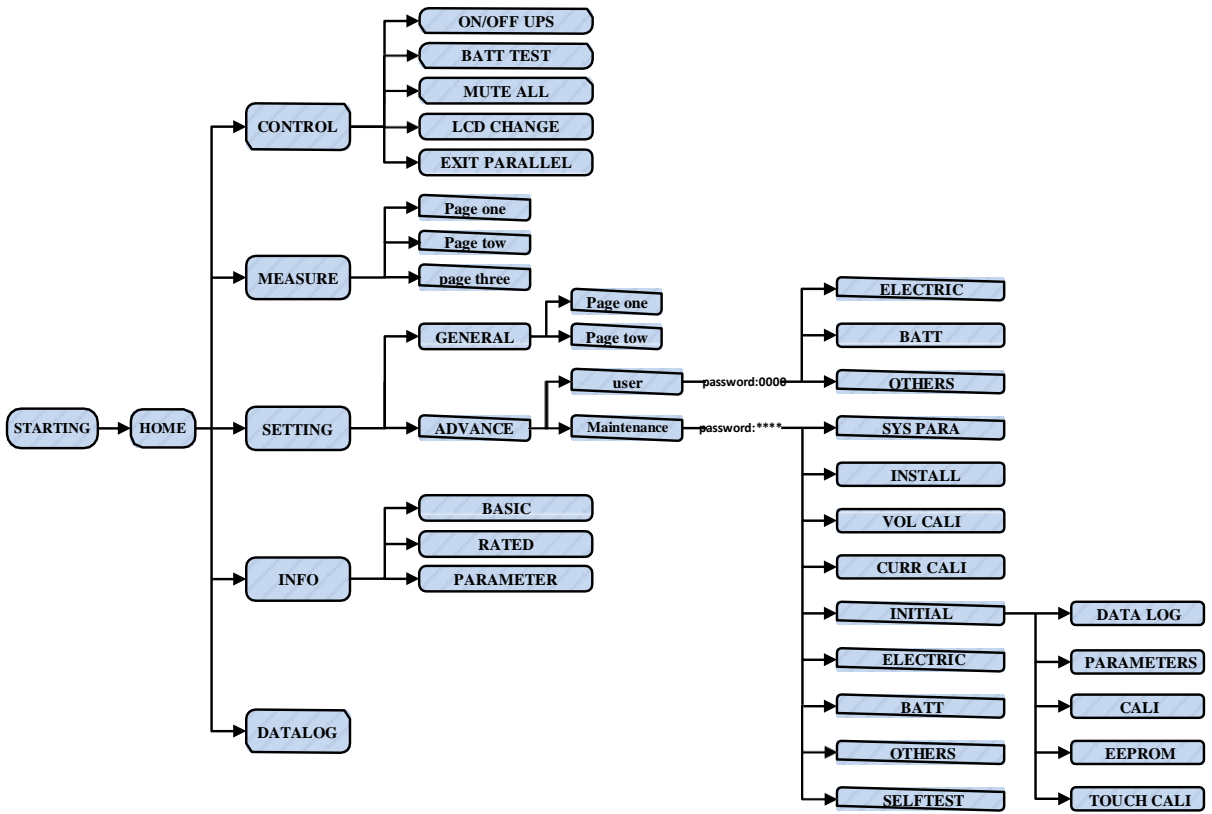 STARTING
HOME
CONTROL
ON/OFF UPS
BATT TEST
MUTE ALL
LCD CHANGE
EXIT PARALLEL
MEASURE
Page one
Page tow
page three
SETTING
GENERAL
Page one
Page tow
ADVANCE
user
password:0000
ELECTRIC
BATT
OTHERS
Maintenance
password:****
SYS PARA
INSTALL
VOL CALI
CURR CALI
INITIAL
DATA LOG
PARAMETERS
CALI
EEPROM
TOUCH CALI
ELECTRIC
BATT
OTHERS
SELFTEST
INFO
BASIC
RATED
PARAMETER
DATALOG